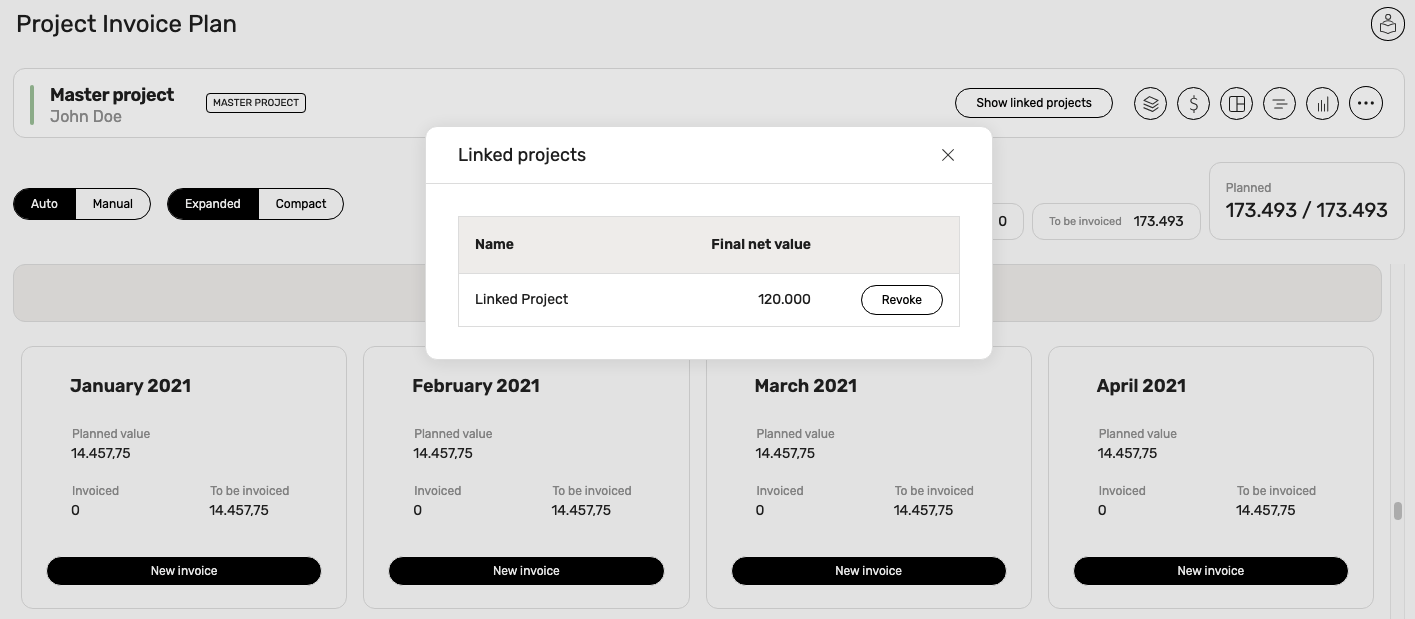 Project Invoice Plan
Master project
John Doe
MASTER PROJECT
Show linked projects
Linked projects
Name Final net value
Linked Project 120.000 Revoke
Auto Manual Expanded Compact
0
To be invoiced 173.493
Planned
173.493 / 173.493
January 2021
Planned value
14.457,75
Invoiced To be invoiced
0 14.457,75
New invoice
February 2021
Planned value
14.457,75
Invoiced To be invoiced
0 14.457,75
New invoice
March 2021
Planned value
14.457,75
Invoiced To be invoiced
0 14.457,75
New invoice
April 2021
Planned value
14.457,75
Invoiced To be invoiced
0 14.457,75
New invoice